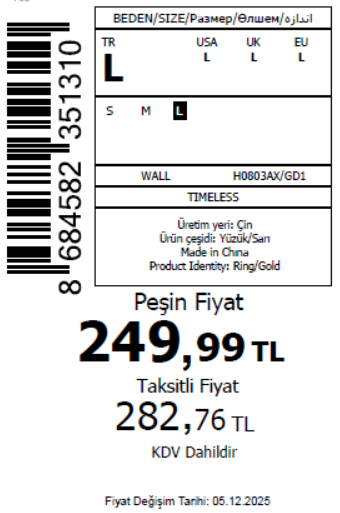 BEDEN/SIZE/Размер/Өлшем/اندازه
TR USA UK EU
L L L L
S M L
WALL H0803AX/GD1
TIMELESS
Üretim yeri: Çin
Ürün çeşidi: Yüzük/Sarı
Made in China
Product Identity: Ring/Gold
8 684582 351310
Peşin Fiyat
249,99 TL
Taksitli Fiyat
282,76 TL
KDV Dahildir
Fiyat Değişim Tarihi: 05.12.2025